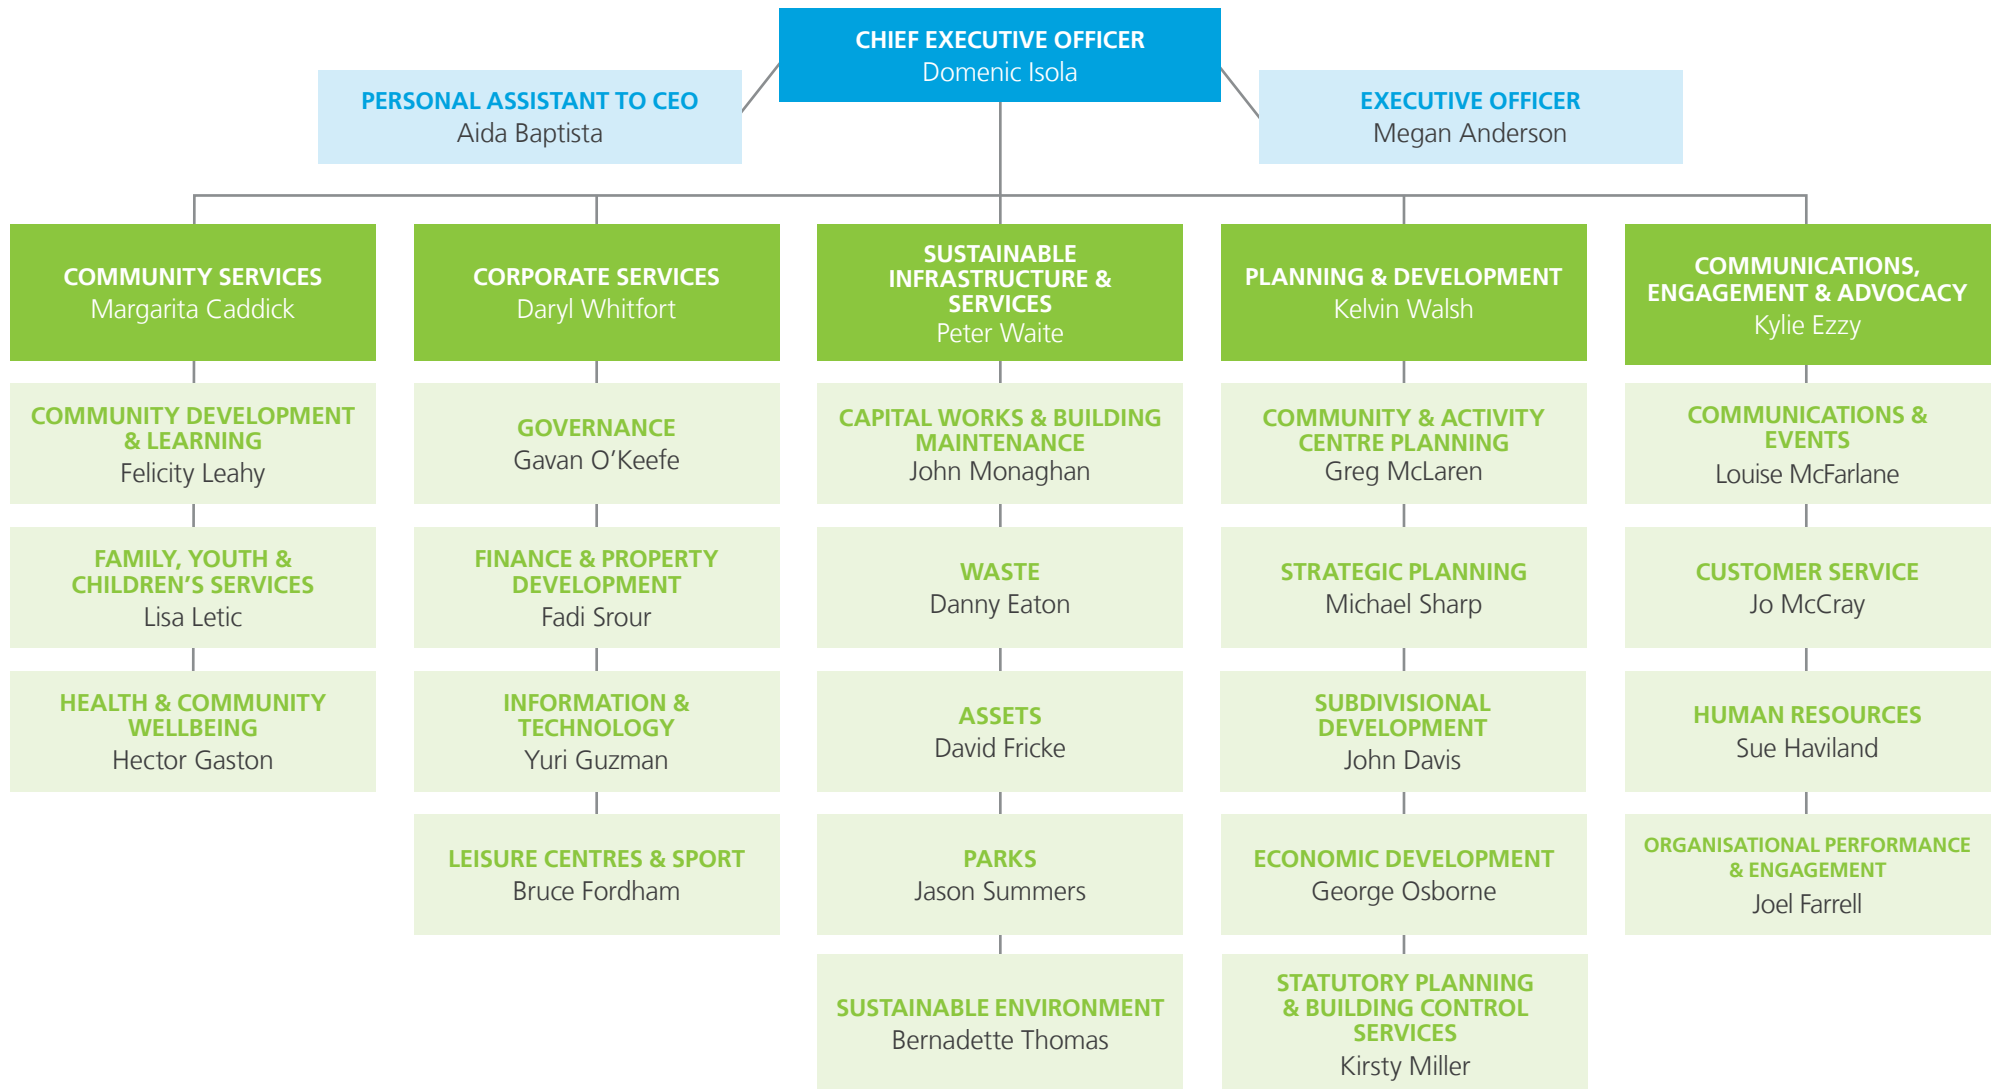 CHIEF EXECUTIVE OFFICER
Domenic Isola
PERSONAL ASSISTANT TO CEO
Aida Baptista
EXECUTIVE OFFICER
Megan Anderson
COMMUNITY SERVICES
Margarita Caddick
COMMUNITY DEVELOPMENT
& LEARNING
Felicity Leahy
FAMILY, YOUTH &
CHILDREN’S SERVICES
Lisa Letic
HEALTH & COMMUNITY
WELLBEING
Hector Gaston
CORPORATE SERVICES
Daryl Whitfort
GOVERNANCE
Gavan O’Keefe
FINANCE & PROPERTY
DEVELOPMENT
Fadi Srour
INFORMATION &
TECHNOLOGY
Yuri Guzman
LEISURE CENTRES & SPORT
Bruce Fordham
SUSTAINABLE
INFRASTRUCTURE &
SERVICES
Peter Waite
CAPITAL WORKS & BUILDING
MAINTENANCE
John Monaghan
WASTE
Danny Eaton
ASSETS
David Fricke
PARKS
Jason Summers
SUSTAINABLE ENVIRONMENT
Bernadette Thomas
PLANNING & DEVELOPMENT
Kelvin Walsh
COMMUNITY & ACTIVITY
CENTRE PLANNING
Greg McLaren
STRATEGIC PLANNING
Michael Sharp
SUBDIVISIONAL
DEVELOPMENT
John Davis
ECONOMIC DEVELOPMENT
George Osborne
STATUTORY PLANNING
& BUILDING CONTROL
SERVICES
Kirsty Miller
COMMUNICATIONS,
ENGAGEMENT & ADVOCACY
Kylie Ezzy
COMMUNICATIONS &
EVENTS
Louise McFarlane
CUSTOMER SERVICE
Jo McCray
HUMAN RESOURCES
Sue Haviland
ORGANISATIONAL PERFORMANCE
& ENGAGEMENT
Joel Farrell